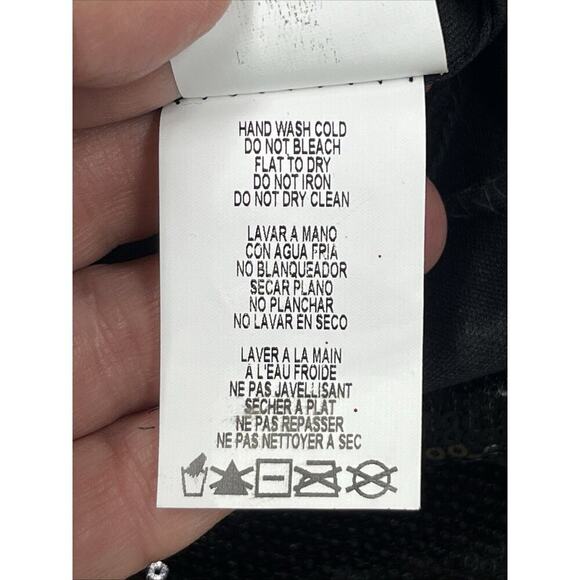 HAND WASH COLD
DO NOT BLEACH
FLAT TO DRY
DO NOT IRON
DO NOT DRY CLEAN
LAVAR A MANO
CON AGUA FRIA
NO BLANQUEADOR
SECAR PLANO
NO PLANCHAR
NO LAVAR EN SECO
LAVER A LA MAIN
A L'EAU FROIDE
NE PAS JAVELLISANT
SECHER A PLAT
NE PAS REPASSER
NE PAS NETTOYER A SEC